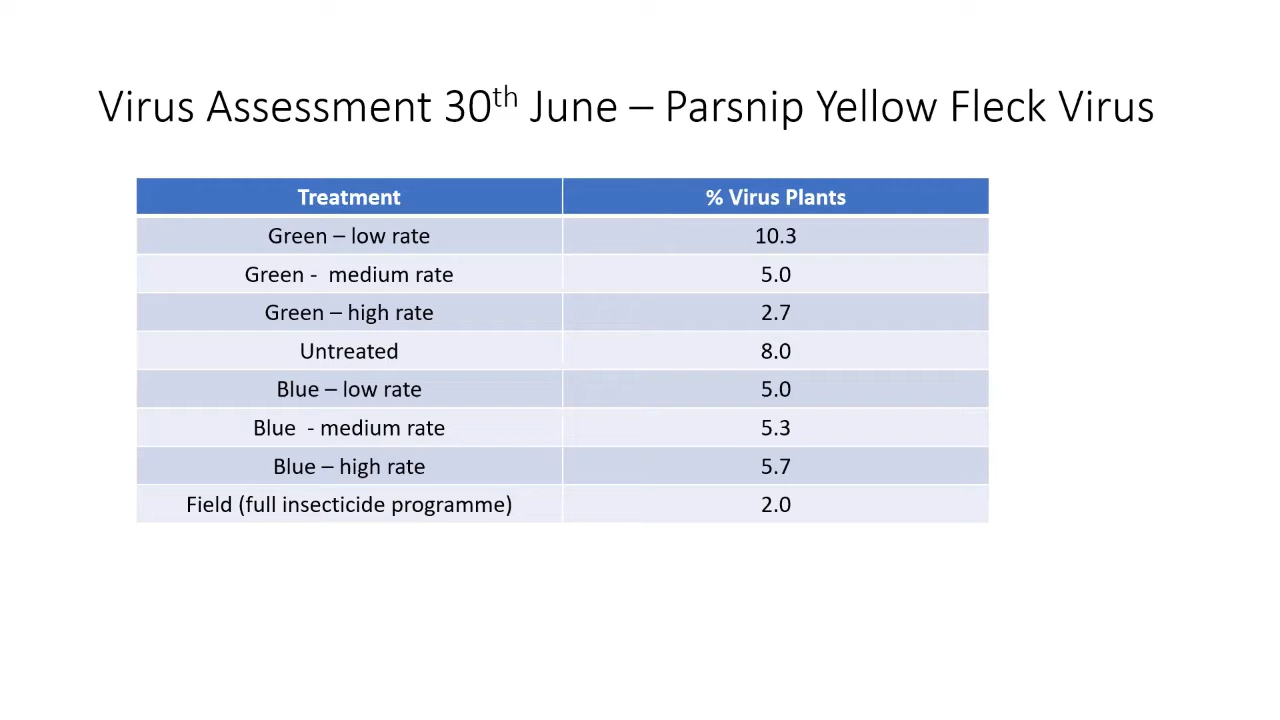 Virus Assessment 30th June – Parsnip Yellow Fleck Virus
Treatment % Virus Plants
Green – low rate 10.3
Green - medium rate 5.0
Green – high rate 2.7
Untreated 8.0
Blue – low rate 5.0
Blue - medium rate 5.3
Blue – high rate 5.7
Field (full insecticide programme) 2.0